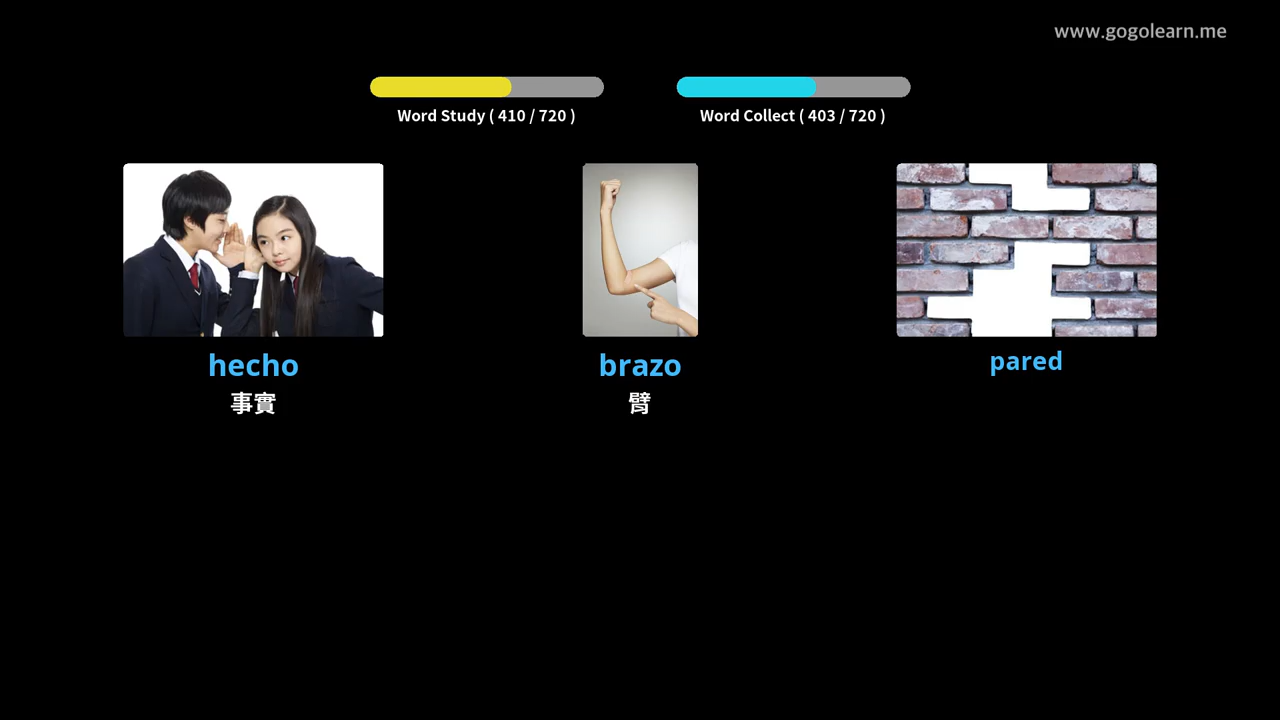 www.gogolearn.me
Word Study ( 410 / 720 )
Word Collect ( 403 / 720 )
hecho
事實
brazo
臂
pared